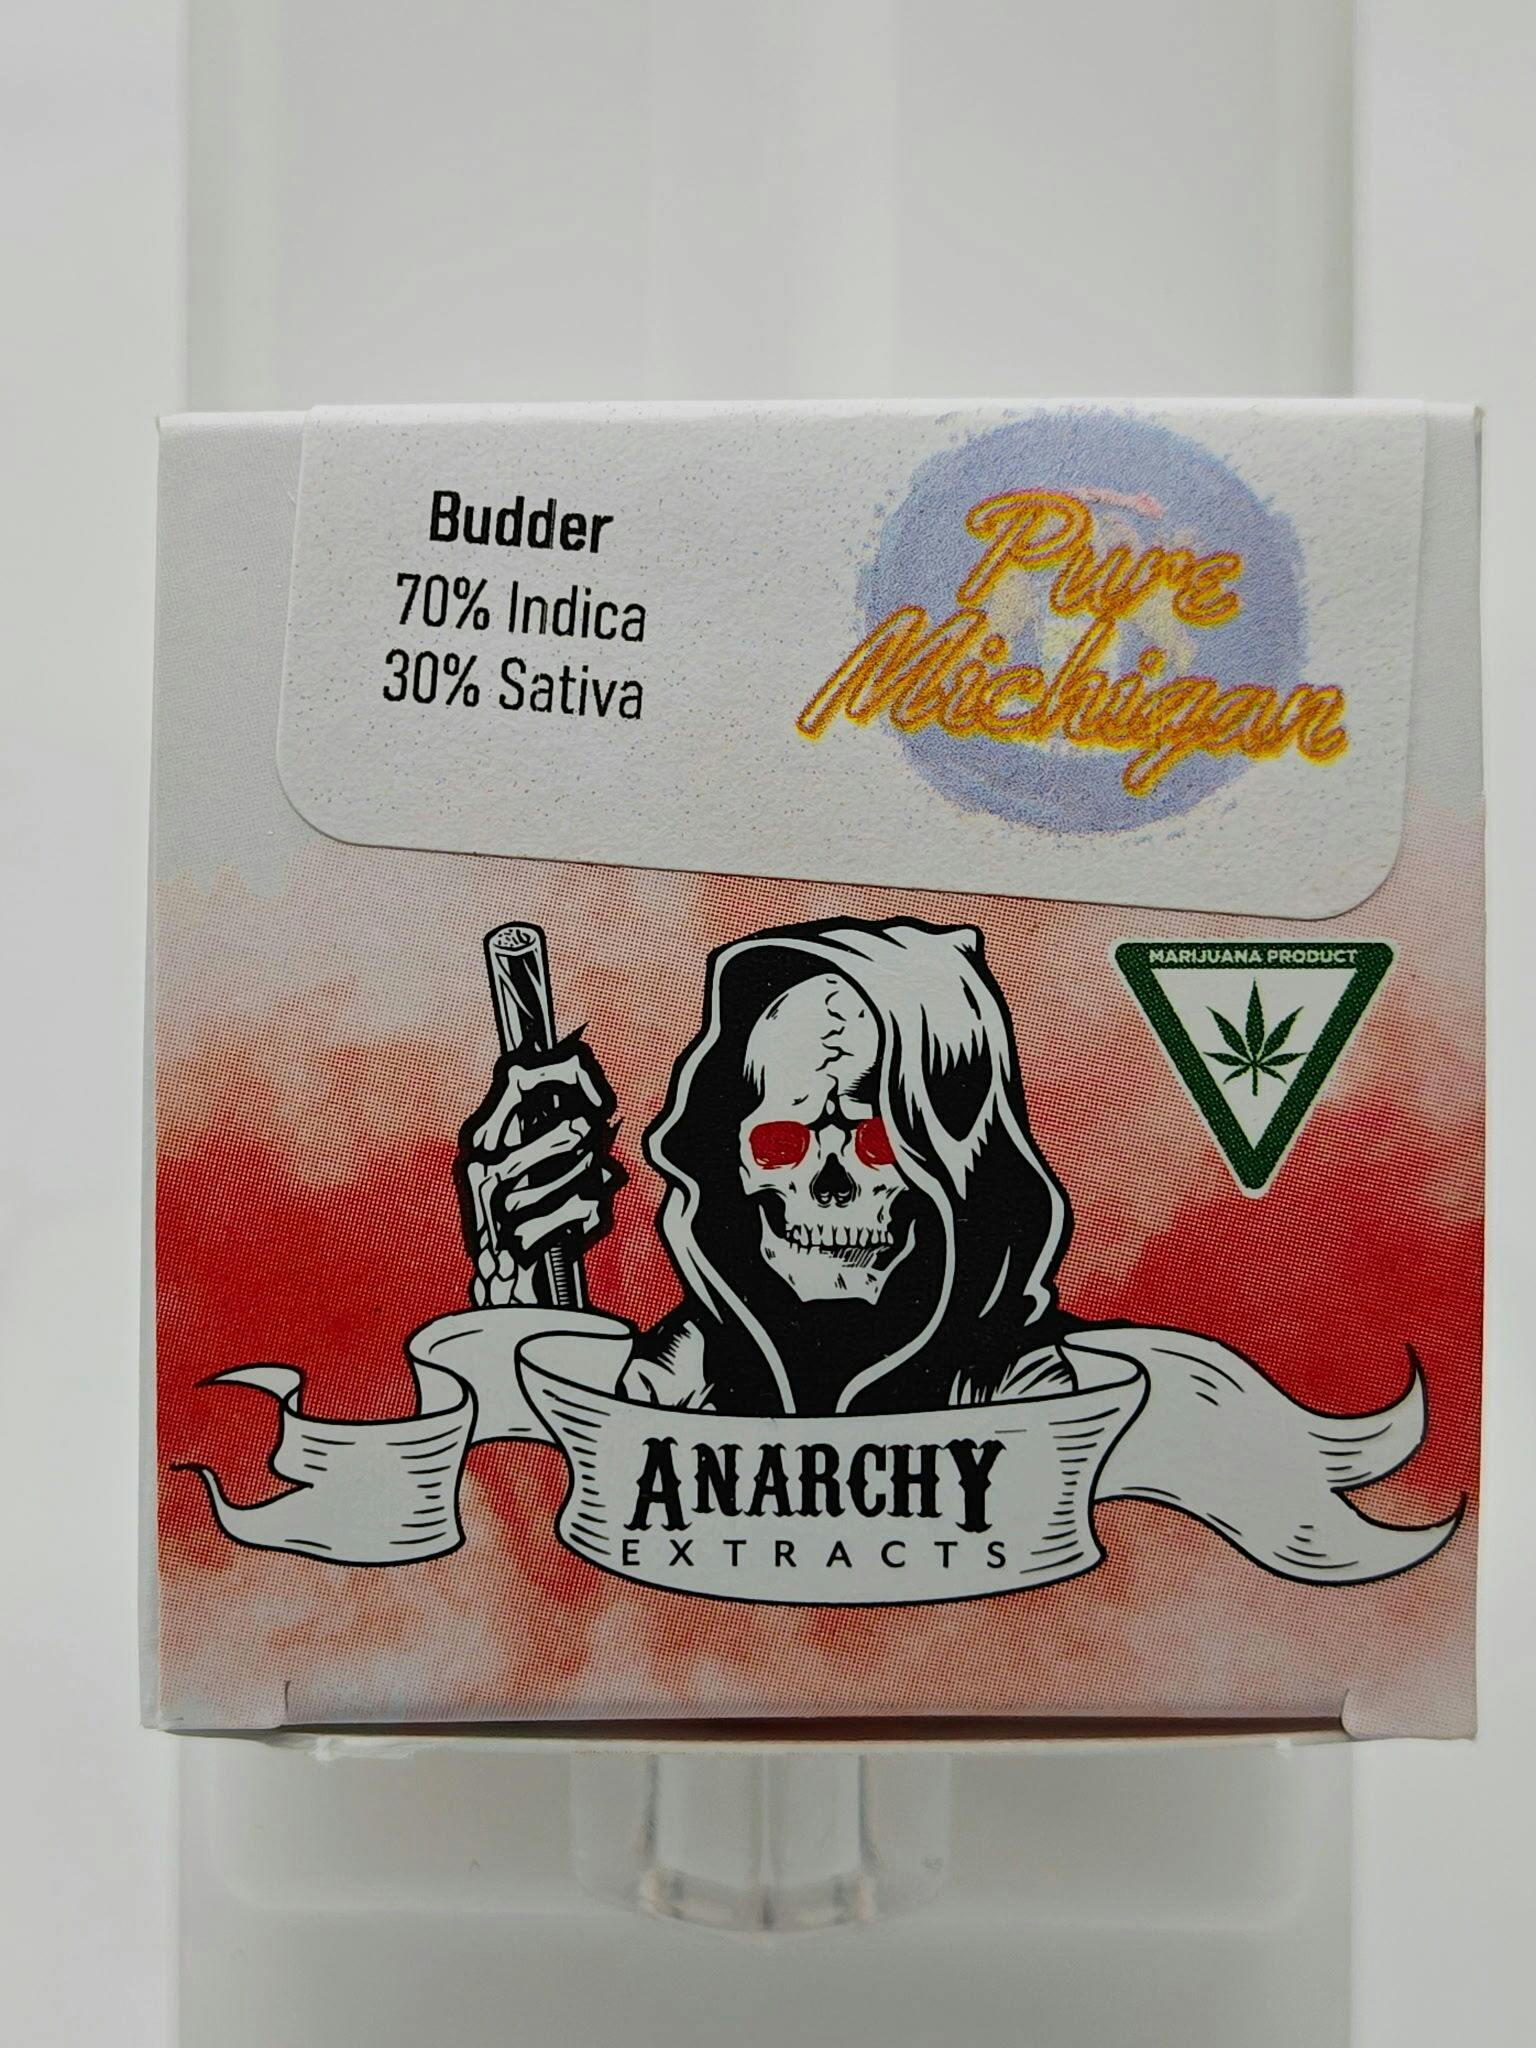 Budder
70% Indica
30% Sativa
Pure
Michigan
MARIJUANA PRODUCT
ANARCHY
EXTRACTS